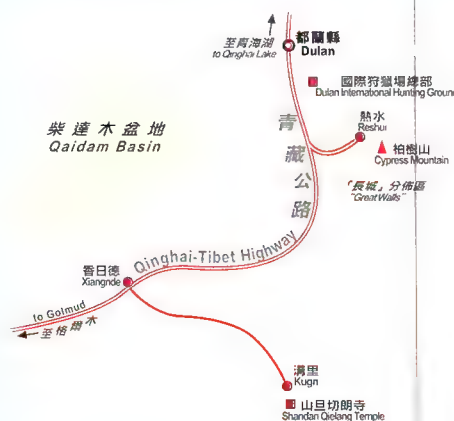 至青海湖
to Qinghai Lake
都蘭縣
Dulan
國際狩獵場總部
Dulan International Hunting Ground
熱水
Reshui
柏樹山
Cypress Mountain
「長城」分佈區
"Great Walls"
柴達木盆地
Qaidam Basin
青藏公路
Qinghai-Tibet Highway
香日德
Xiangride
to Golmud
至格爾木
溝里
Kugri
山旦切朗寺
Shandan Qielang Temple